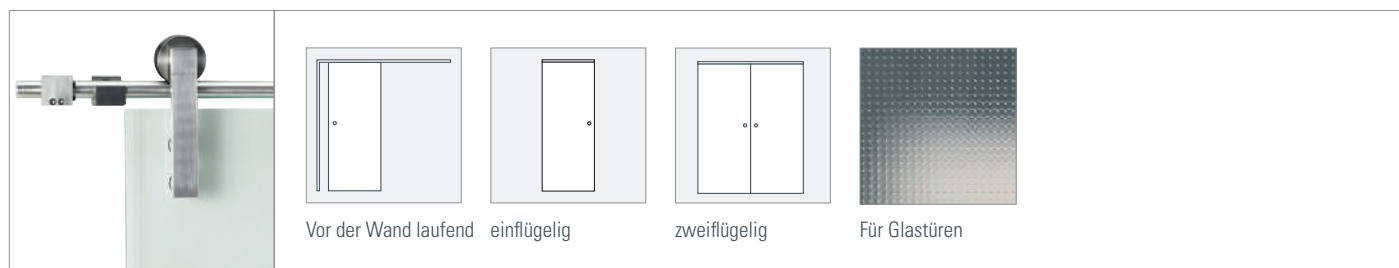 Vor der Wand laufend
einflügelig
zweiflügelig
Für Glastüren